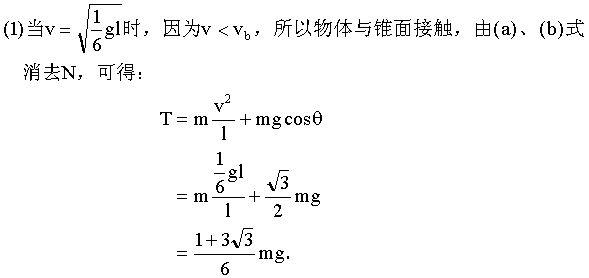 (1)当v = √(1/6 gl)时，因为v < v_b，所以物体与锥面接触，由(a)、(b)式
消去N，可得：
T = m v²/l + mg cosθ
= m (1/6 gl)/l + √3/2 mg
= (1+3√3)/6 mg.